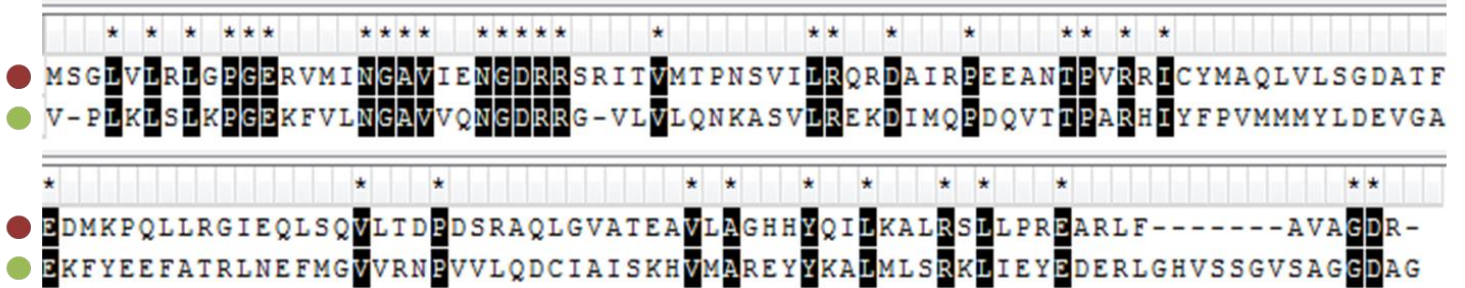 * * * *** **** ***** * ** * * ** * *
MSGLVLRLGPGERVMINGAVIENGDRRSRITVMTPNSVILRQRDAIRPEEANTPVRRICYMAQLVLSGDATF
V-PLKLSLKPGEKFVLNGAVVQNGDRRG-VLVLQNKASVLREKDIMQPDQVTTPARHIYFPVMMMYLDEVGA
* * * * * * * * * * **
EDMKPQLLRGIEQLSQVLTDPDSRAQLGVATEAVLAGHHYQILKALRSLLPREARLF-------AVAGDR-
EKFYEEFATRLNEFMGVVRNPVVLQDCIAISKHVMAREYYKALMLSRKLIEYEDERLGHVSSGVSAGGDAG